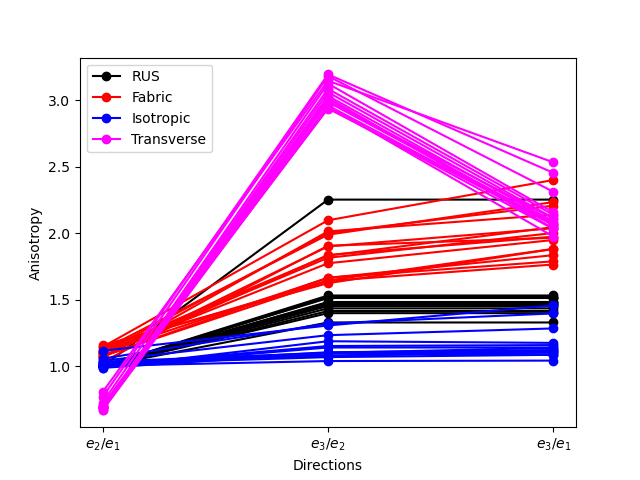 RUS
Fabric
Isotropic
Transverse
3.0
2.5
2.0
1.5
1.0
Anisotropy
e₂/e₁
e₃/e₂
e₃/e₁
Directions